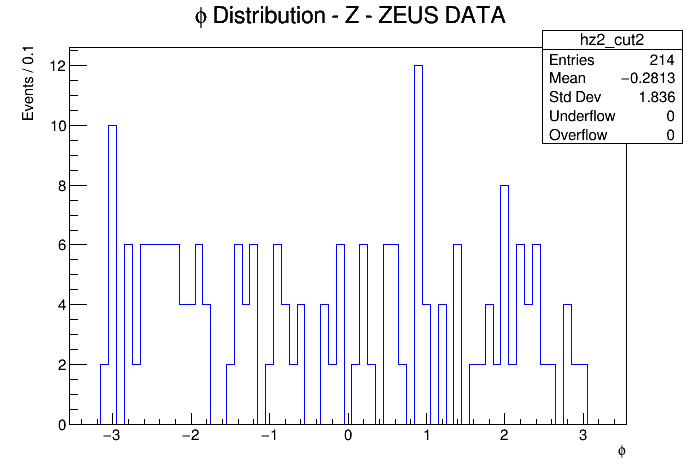 ϕ Distribution - Z - ZEUS DATA
hz2_cut2
Entries 214
Mean −0.2813
Std Dev 1.836
Underflow 0
Overflow 0
Events / 0.1
12
10
8
6
4
2
0
−3 −2 −1 0 1 2 3
ϕ